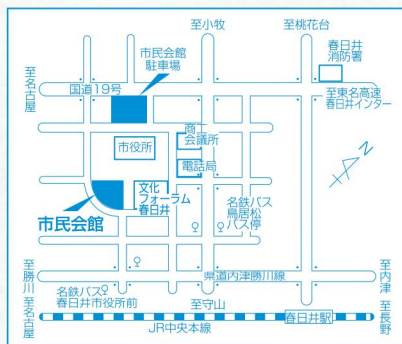 至小牧
至桃花台
市民会館
駐車場
春日井
消防署
至名古屋
国道19号
至東名高速
春日井インター
商工
会議所
市役所
電話局
文化
フォーラム
春日井
名鉄バス
鳥居松
バス停
市民会館
至勝川
県道内津勝川線
至内津
名鉄バス
春日井市役所前
至守山
春日井駅
至名古屋
JR中央本線
至長野
N